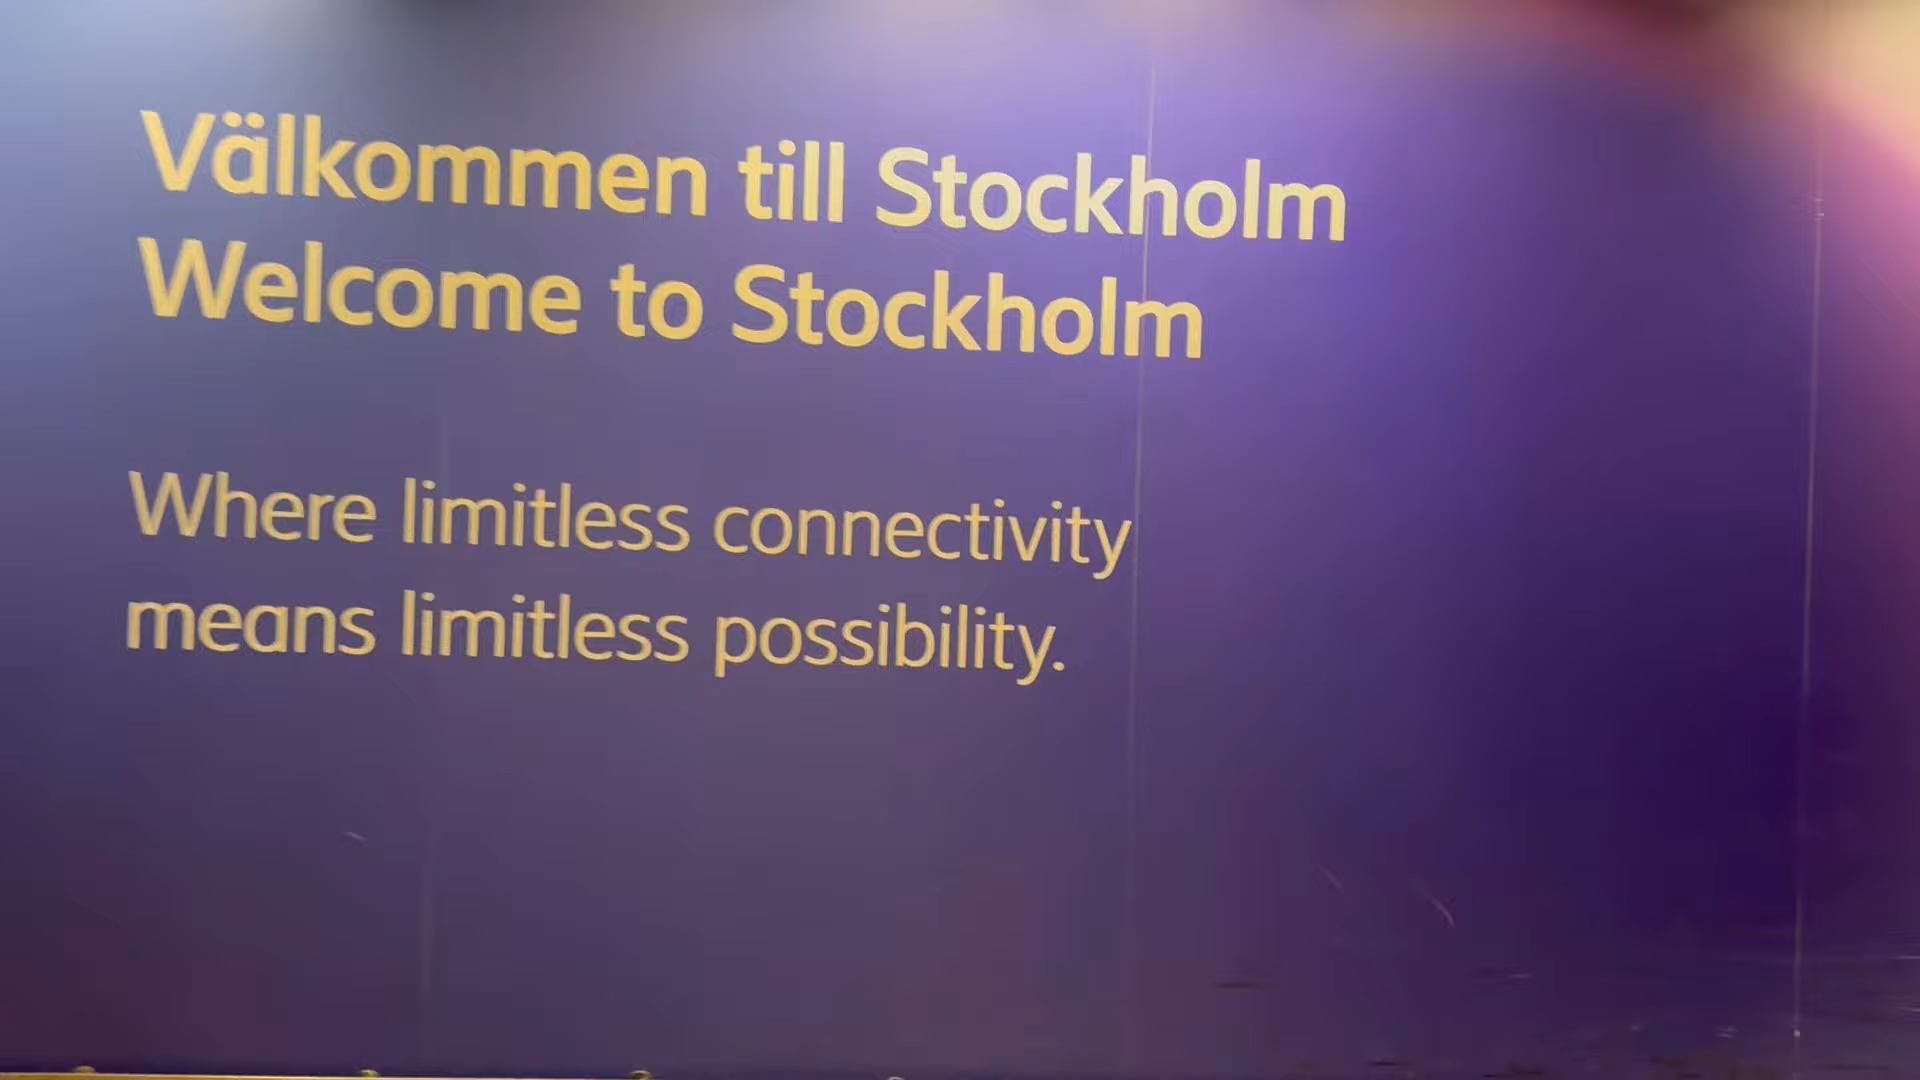 Välkommen till Stockholm
Welcome to Stockholm
Where limitless connectivity
means limitless possibility.